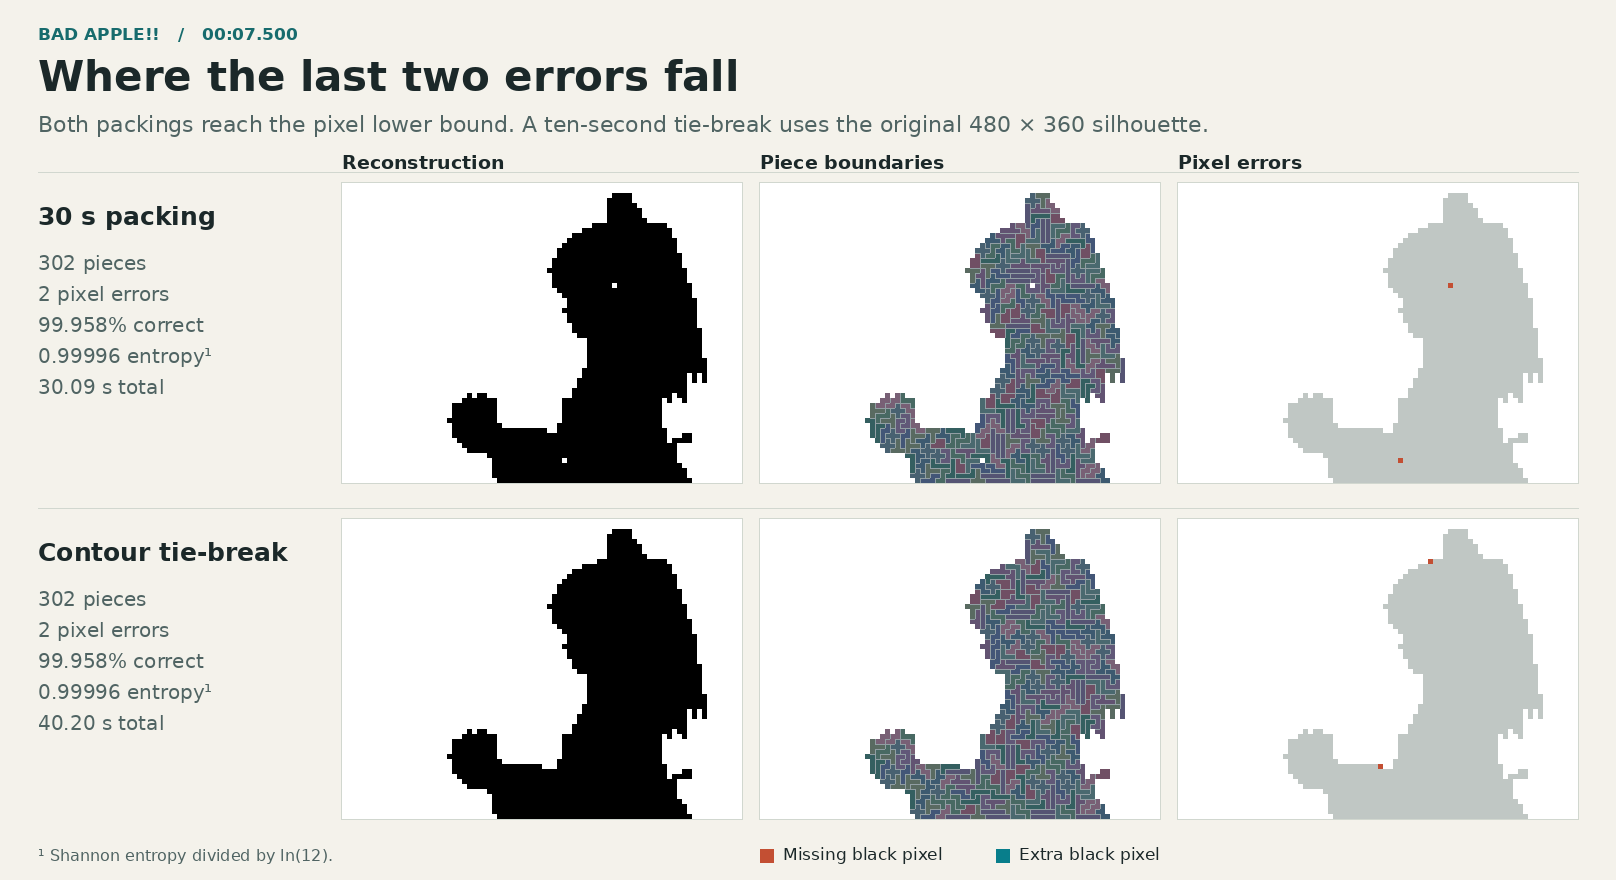 BAD APPLE!! / 00:07.500
Where the last two errors fall
Both packings reach the pixel lower bound. A ten-second tie-break uses the original 480 × 360 silhouette.
Reconstruction
Piece boundaries
Pixel errors
30 s packing
302 pieces
2 pixel errors
99.958% correct
0.99996 entropy¹
30.09 s total
Contour tie-break
302 pieces
2 pixel errors
99.958% correct
0.99996 entropy¹
40.20 s total
¹ Shannon entropy divided by ln(12).
Missing black pixel
Extra black pixel